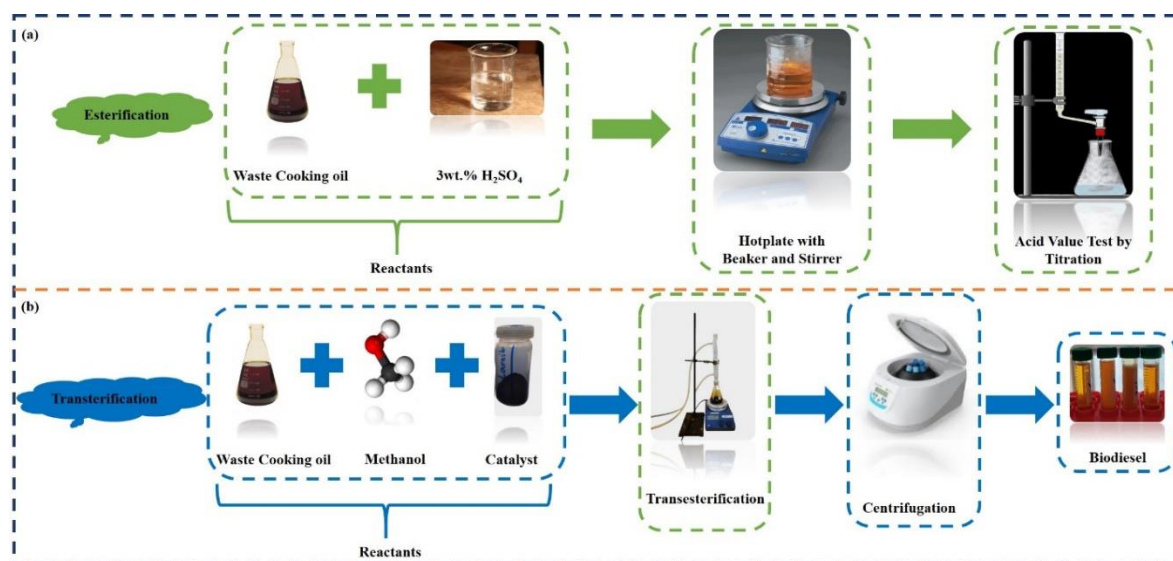 (a)
Esterification
Waste Cooking oil
3wt.% H₂SO₄
Reactants
Hotplate with
Beaker and Stirrer
Acid Value Test by
Titration
(b)
Transterification
Waste Cooking oil
Methanol
Catalyst
Reactants
Transesterification
Centrifugation
Biodiesel